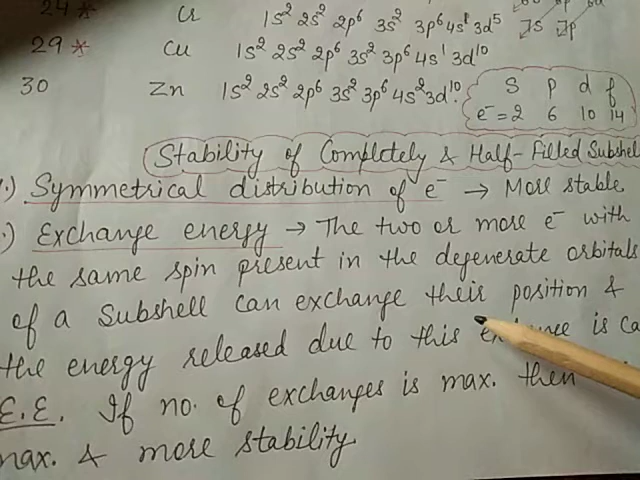 24* Cr 1s² 2s² 2p⁶ 3s² 3p⁶ 4s¹ 3d⁵
7s 7p
29* Cu 1s² 2s² 2p⁶ 3s² 3p⁶ 4s¹ 3d¹⁰
30 Zn 1s² 2s² 2p⁶ 3s² 3p⁶ 4s² 3d¹⁰.
S p d f
e⁻ = 2 6 10 14
Stability of Completely & Half-Filled Subshel
.) Symmetrical distribution of e⁻ → More stable
.) Exchange energy → The two or more e⁻ with
the same spin present in the degenerate orbitals
of a Subshell can exchange their position &
the energy released due to this is ca
E.E. If no. of exchanges is max. then
max. & more stability